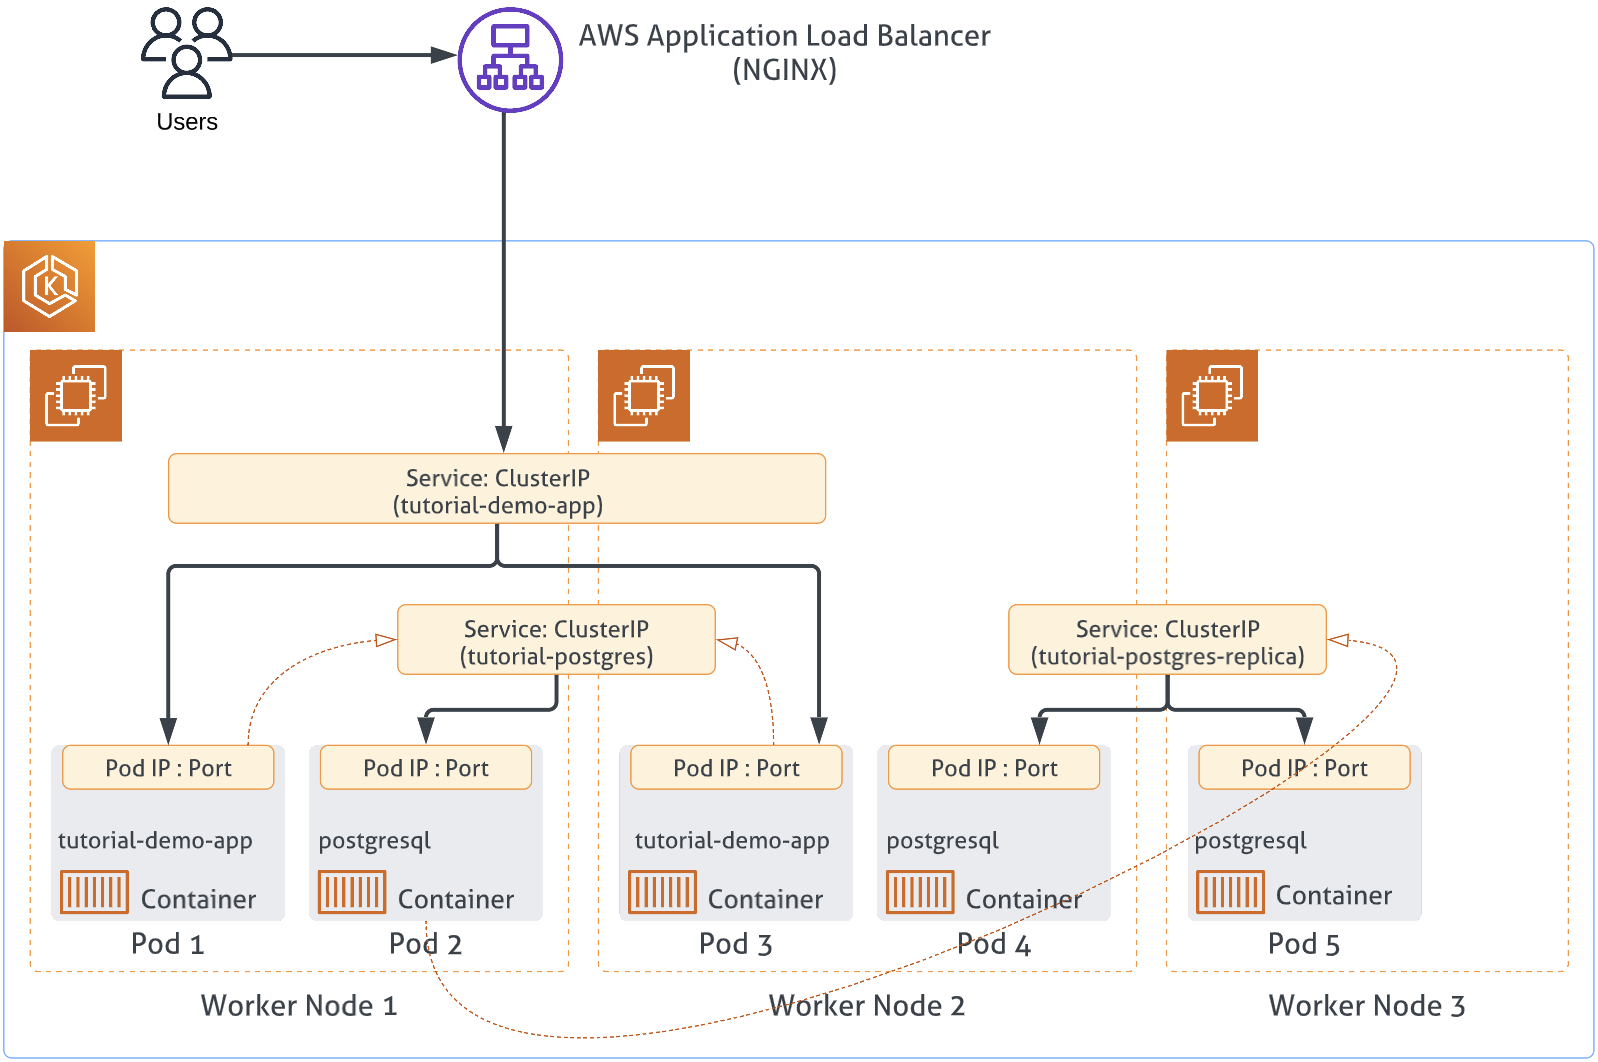 AWS Application Load Balancer
(NGINX)
Users
K
Service: ClusterIP
(tutorial-demo-app)
Service: ClusterIP
(tutorial-postgres)
Service: ClusterIP
(tutorial-postgres-replica)
Pod IP : Port
Pod IP : Port
Pod IP : Port
Pod IP : Port
Pod IP : Port
tutorial-demo-app
postgresql
tutorial-demo-app
postgresql
postgresql
Container
Container
Container
Container
Container
Pod 1
Pod 2
Pod 3
Pod 4
Pod 5
Worker Node 1
Worker Node 2
Worker Node 3